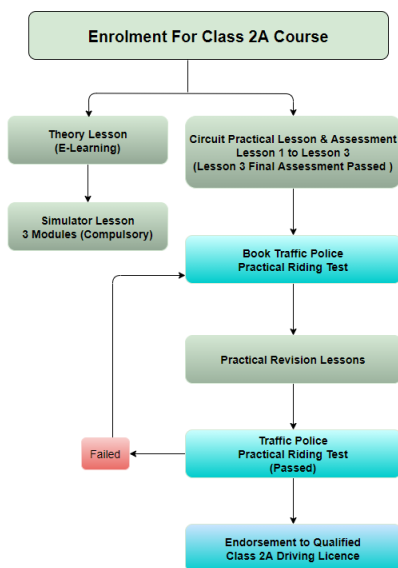 Enrolment For Class 2A Course
Theory Lesson
(E-Learning)
Circuit Practical Lesson & Assessment
Lesson 1 to Lesson 3
(Lesson 3 Final Assessment Passed )
Simulator Lesson
3 Modules (Compulsory)
Book Traffic Police
Practical Riding Test
Practical Revision Lessons
Traffic Police
Practical Riding Test
(Passed)
Failed
Endorsement to Qualified
Class 2A Driving Licence